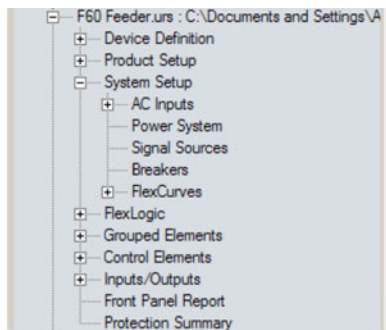 F60 Feeder.urs : C:\Documents and Settings\A
Device Definition
Product Setup
System Setup
AC Inputs
Power System
Signal Sources
Breakers
FlexCurves
FlexLogic
Grouped Elements
Control Elements
Inputs/Outputs
Front Panel Report
Protection Summary